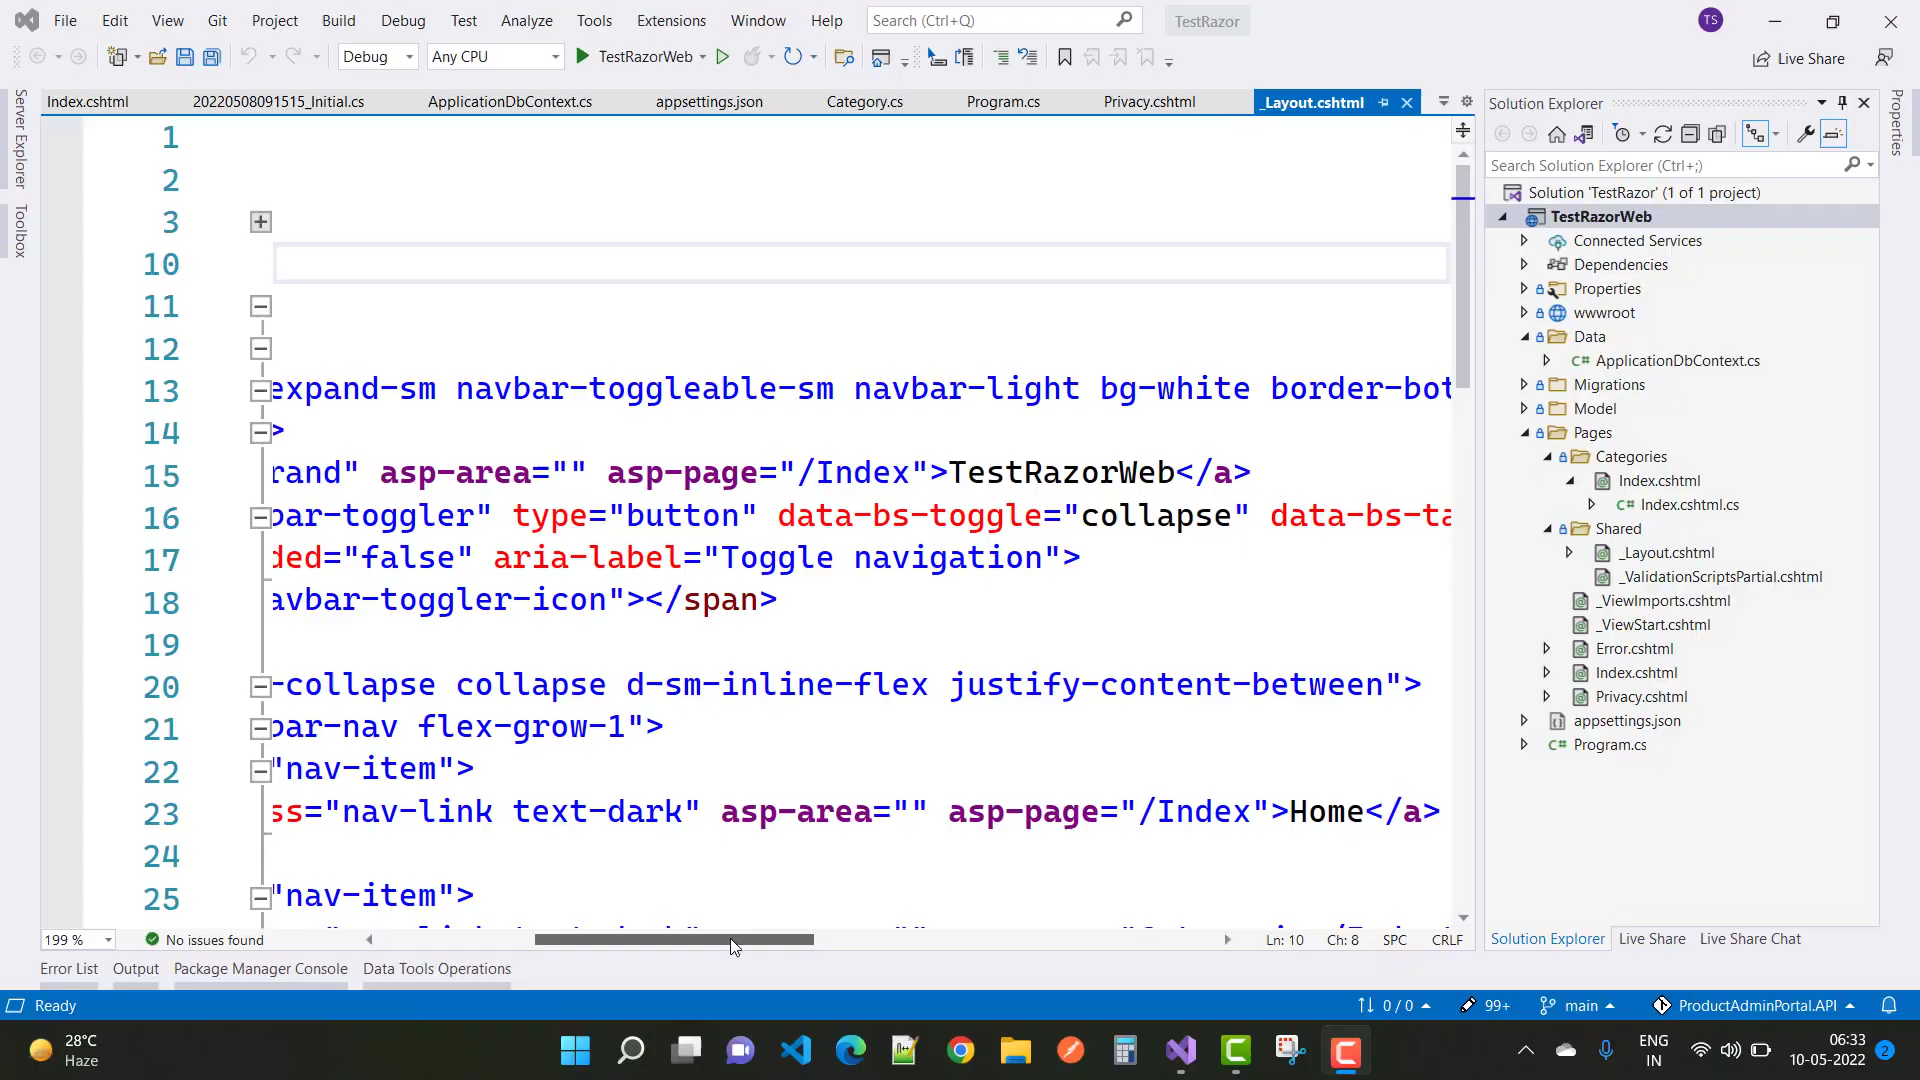 File Edit View Git Project Build Debug Test Analyze Tools Extensions Window Help Search (Ctrl+Q) TestRazor TS
Debug Any CPU TestRazorWeb Live Share
Index.cshtml 20220508091515_Initial.cs ApplicationDbContext.cs appsettings.json Category.cs Program.cs Privacy.cshtml _Layout.cshtml
Server Explorer
Toolbox
1
2
3
10
11
12
13 expand-sm navbar-toggleable-sm navbar-light bg-white border-bot
14 >
15 rand" asp-area="" asp-page="/Index">TestRazorWeb</a>
16 bar-toggler" type="button" data-bs-toggle="collapse" data-bs-ta
17 ded="false" aria-label="Toggle navigation">
18 avbar-toggler-icon"></span>
19
20 -collapse collapse d-sm-inline-flex justify-content-between">
21 bar-nav flex-grow-1">
22 "nav-item">
23 ss="nav-link text-dark" asp-area="" asp-page="/Index">Home</a>
24
25 "nav-item">
199 % No issues found Ln: 10 Ch: 8 SPC CRLF
Error List Output Package Manager Console Data Tools Operations
Solution Explorer
Search Solution Explorer (Ctrl+;)
Solution 'TestRazor' (1 of 1 project)
TestRazorWeb
Connected Services
Dependencies
Properties
wwwroot
Data
C# ApplicationDbContext.cs
Migrations
Model
Pages
Categories
Index.cshtml
C# Index.cshtml.cs
Shared
_Layout.cshtml
_ValidationScriptsPartial.cshtml
_ViewImports.cshtml
_ViewStart.cshtml
Error.cshtml
Index.cshtml
Privacy.cshtml
appsettings.json
C# Program.cs
Solution Explorer Live Share Live Share Chat
Properties
Ready 0 / 0 99+ main ProductAdminPortal.API
28°C
Haze
ENG
IN
06:33
10-05-2022
2